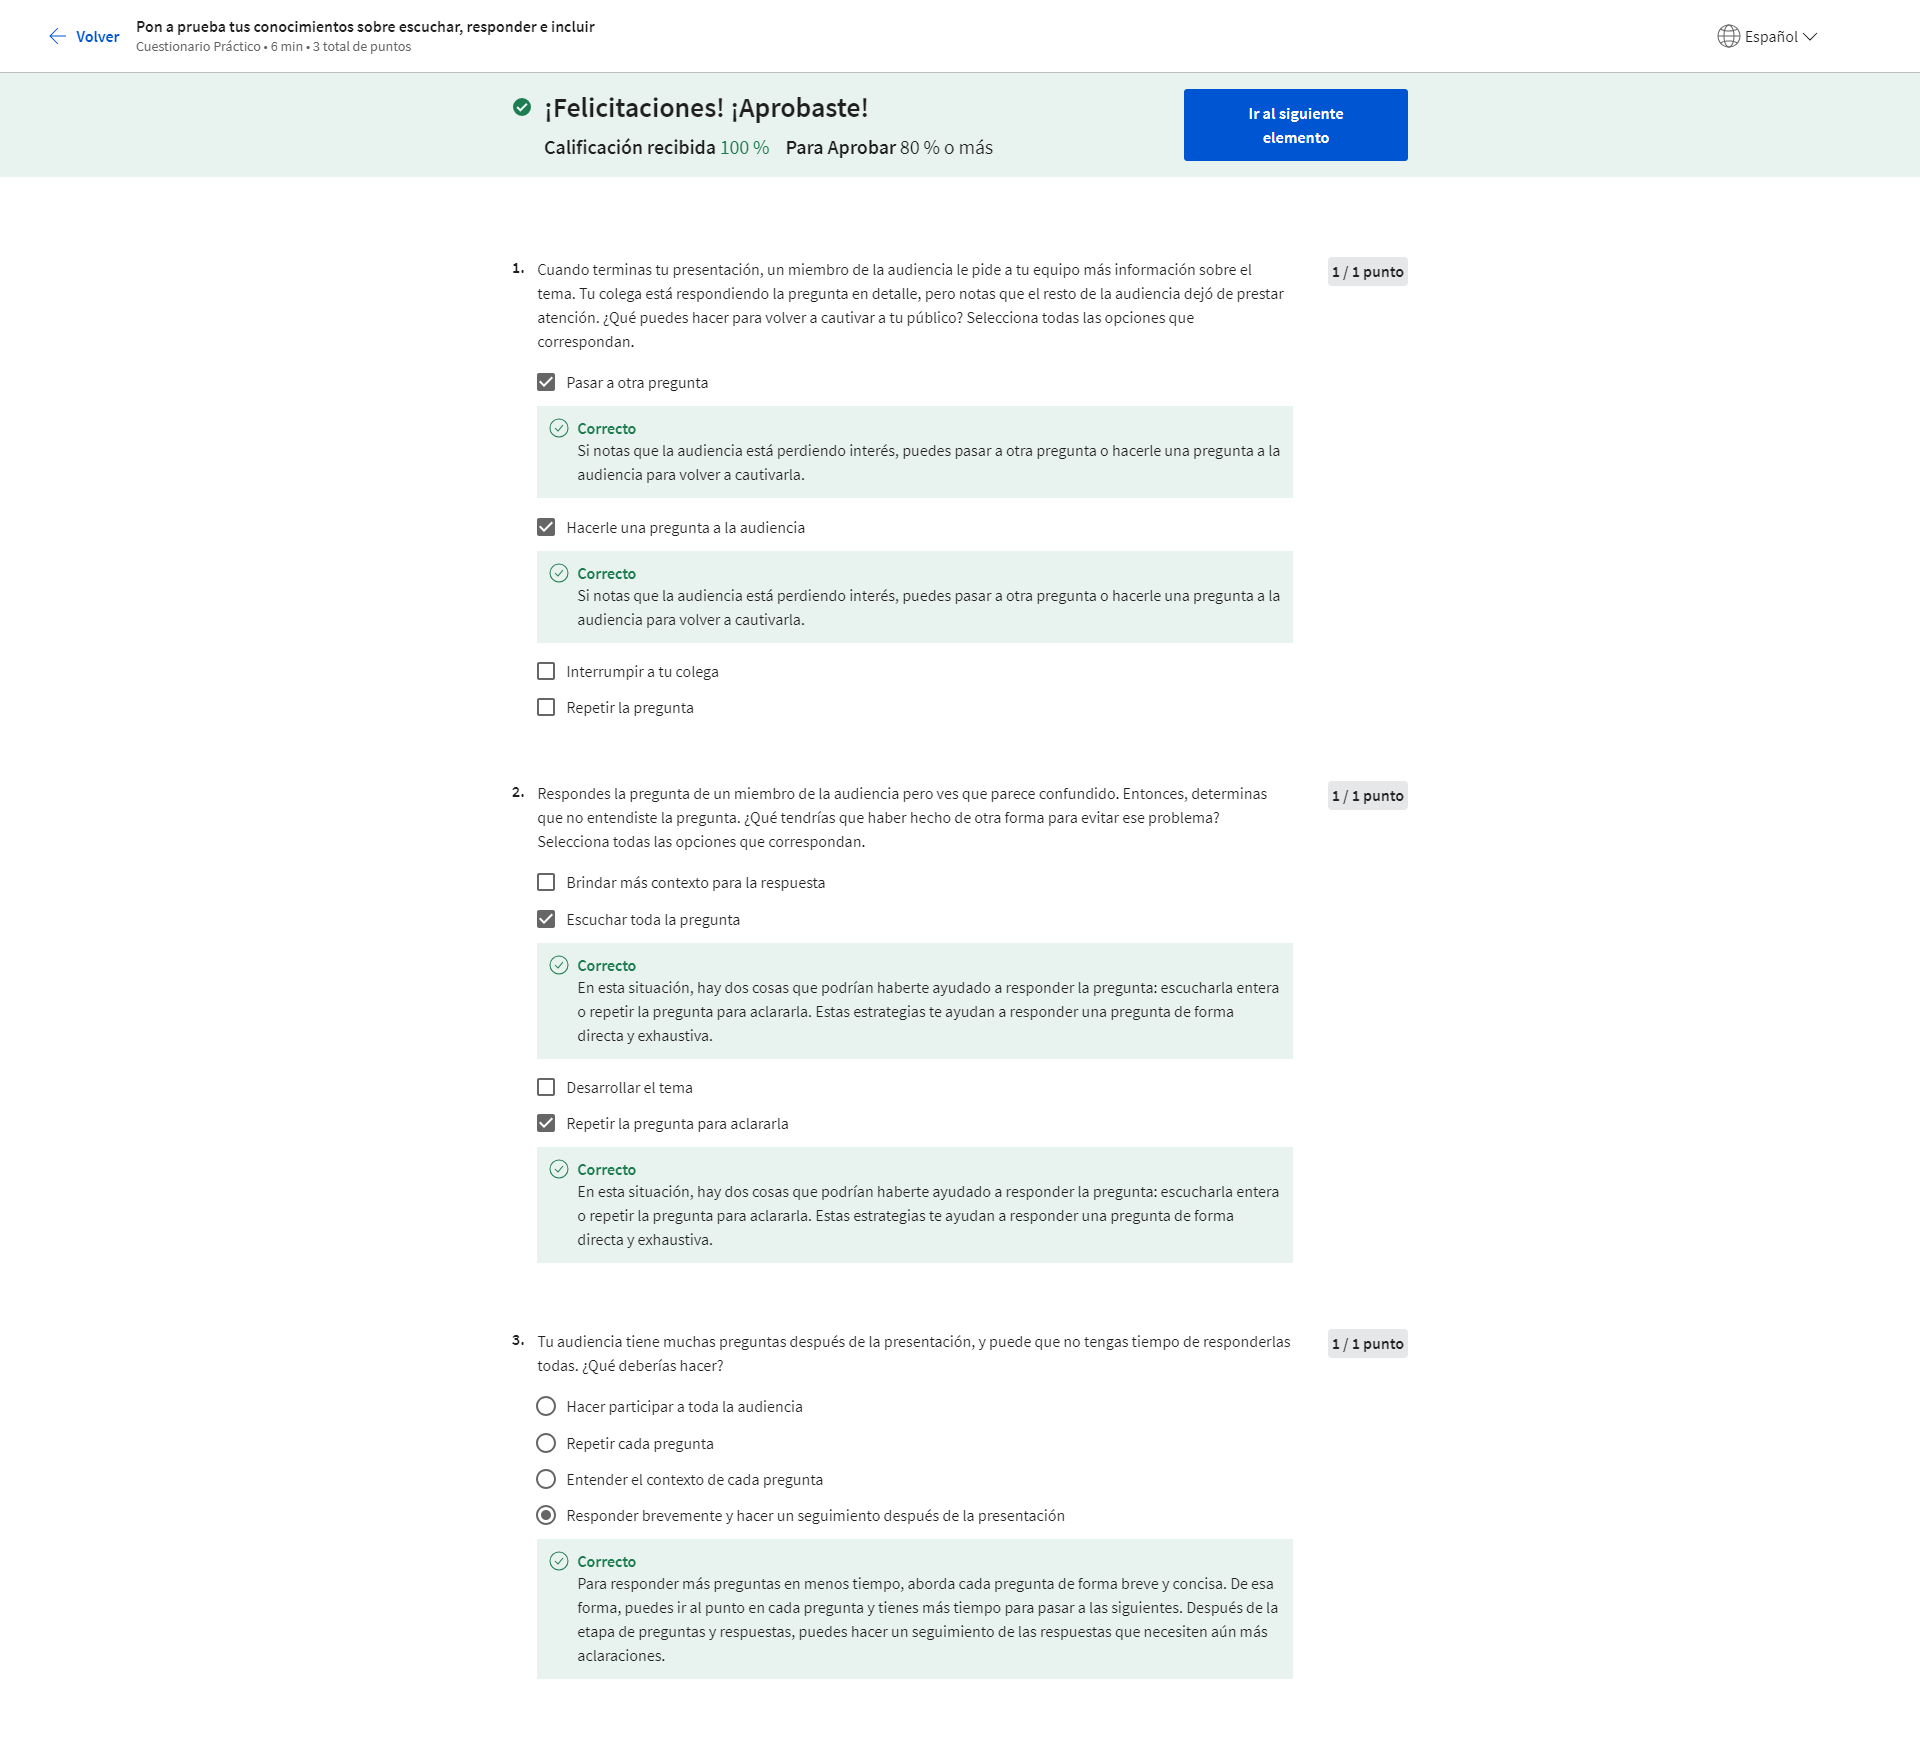 Volver
Pon a prueba tus conocimientos sobre escuchar, responder e incluir
Cuestionario Práctico • 6 min • 3 total de puntos
Español
¡Felicitaciones! ¡Aprobaste!
Calificación recibida 100 % Para Aprobar 80 % o más
Ir al siguiente
elemento
1. Cuando terminas tu presentación, un miembro de la audiencia le pide a tu equipo más información sobre el
tema. Tu colega está respondiendo la pregunta en detalle, pero notas que el resto de la audiencia dejó de prestar
atención. ¿Qué puedes hacer para volver a cautivar a tu público? Selecciona todas las opciones que
correspondan.
1 / 1 punto
Pasar a otra pregunta
Correcto
Si notas que la audiencia está perdiendo interés, puedes pasar a otra pregunta o hacerle una pregunta a la
audiencia para volver a cautivarla.
Hacerle una pregunta a la audiencia
Correcto
Si notas que la audiencia está perdiendo interés, puedes pasar a otra pregunta o hacerle una pregunta a la
audiencia para volver a cautivarla.
Interrumpir a tu colega
Repetir la pregunta
2. Respondes la pregunta de un miembro de la audiencia pero ves que parece confundido. Entonces, determinas
que no entendiste la pregunta. ¿Qué tendrías que haber hecho de otra forma para evitar ese problema?
Selecciona todas las opciones que correspondan.
1 / 1 punto
Brindar más contexto para la respuesta
Escuchar toda la pregunta
Correcto
En esta situación, hay dos cosas que podrían haberte ayudado a responder la pregunta: escucharla entera
o repetir la pregunta para aclararla. Estas estrategias te ayudan a responder una pregunta de forma
directa y exhaustiva.
Desarrollar el tema
Repetir la pregunta para aclararla
Correcto
En esta situación, hay dos cosas que podrían haberte ayudado a responder la pregunta: escucharla entera
o repetir la pregunta para aclararla. Estas estrategias te ayudan a responder una pregunta de forma
directa y exhaustiva.
3. Tu audiencia tiene muchas preguntas después de la presentación, y puede que no tengas tiempo de responderlas
todas. ¿Qué deberías hacer?
1 / 1 punto
Hacer participar a toda la audiencia
Repetir cada pregunta
Entender el contexto de cada pregunta
Responder brevemente y hacer un seguimiento después de la presentación
Correcto
Para responder más preguntas en menos tiempo, aborda cada pregunta de forma breve y concisa. De esa
forma, puedes ir al punto en cada pregunta y tienes más tiempo para pasar a las siguientes. Después de la
etapa de preguntas y respuestas, puedes hacer un seguimiento de las respuestas que necesiten aún más
aclaraciones.